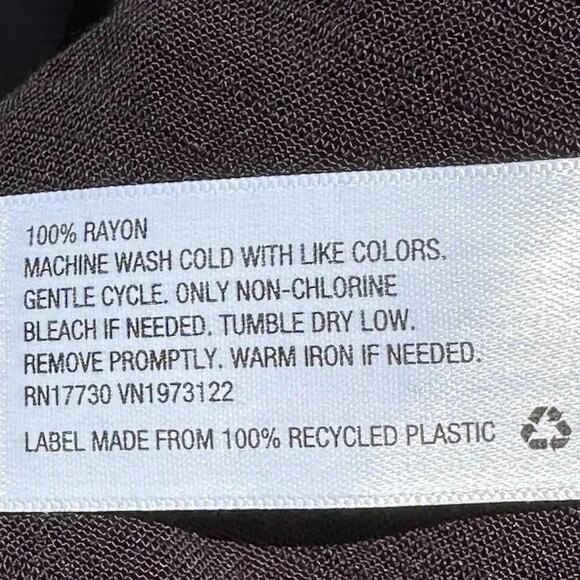 100% RAYON
MACHINE WASH COLD WITH LIKE COLORS.
GENTLE CYCLE. ONLY NON-CHLORINE
BLEACH IF NEEDED. TUMBLE DRY LOW.
REMOVE PROMPTLY. WARM IRON IF NEEDED.
RN17730 VN1973122
LABEL MADE FROM 100% RECYCLED PLASTIC